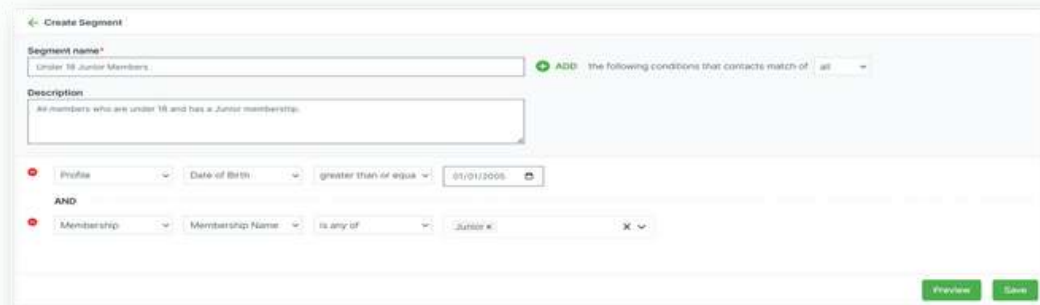 Create Segment
Segment name*
Under 18 Junior Members
ADD the following conditions that contacts match of all
Description
All members who are under 18 and has a Junior membership.
Profile Date of Birth greater than or equa 01/01/2005
AND
Membership Membership Name is any of Junior
Preview Save